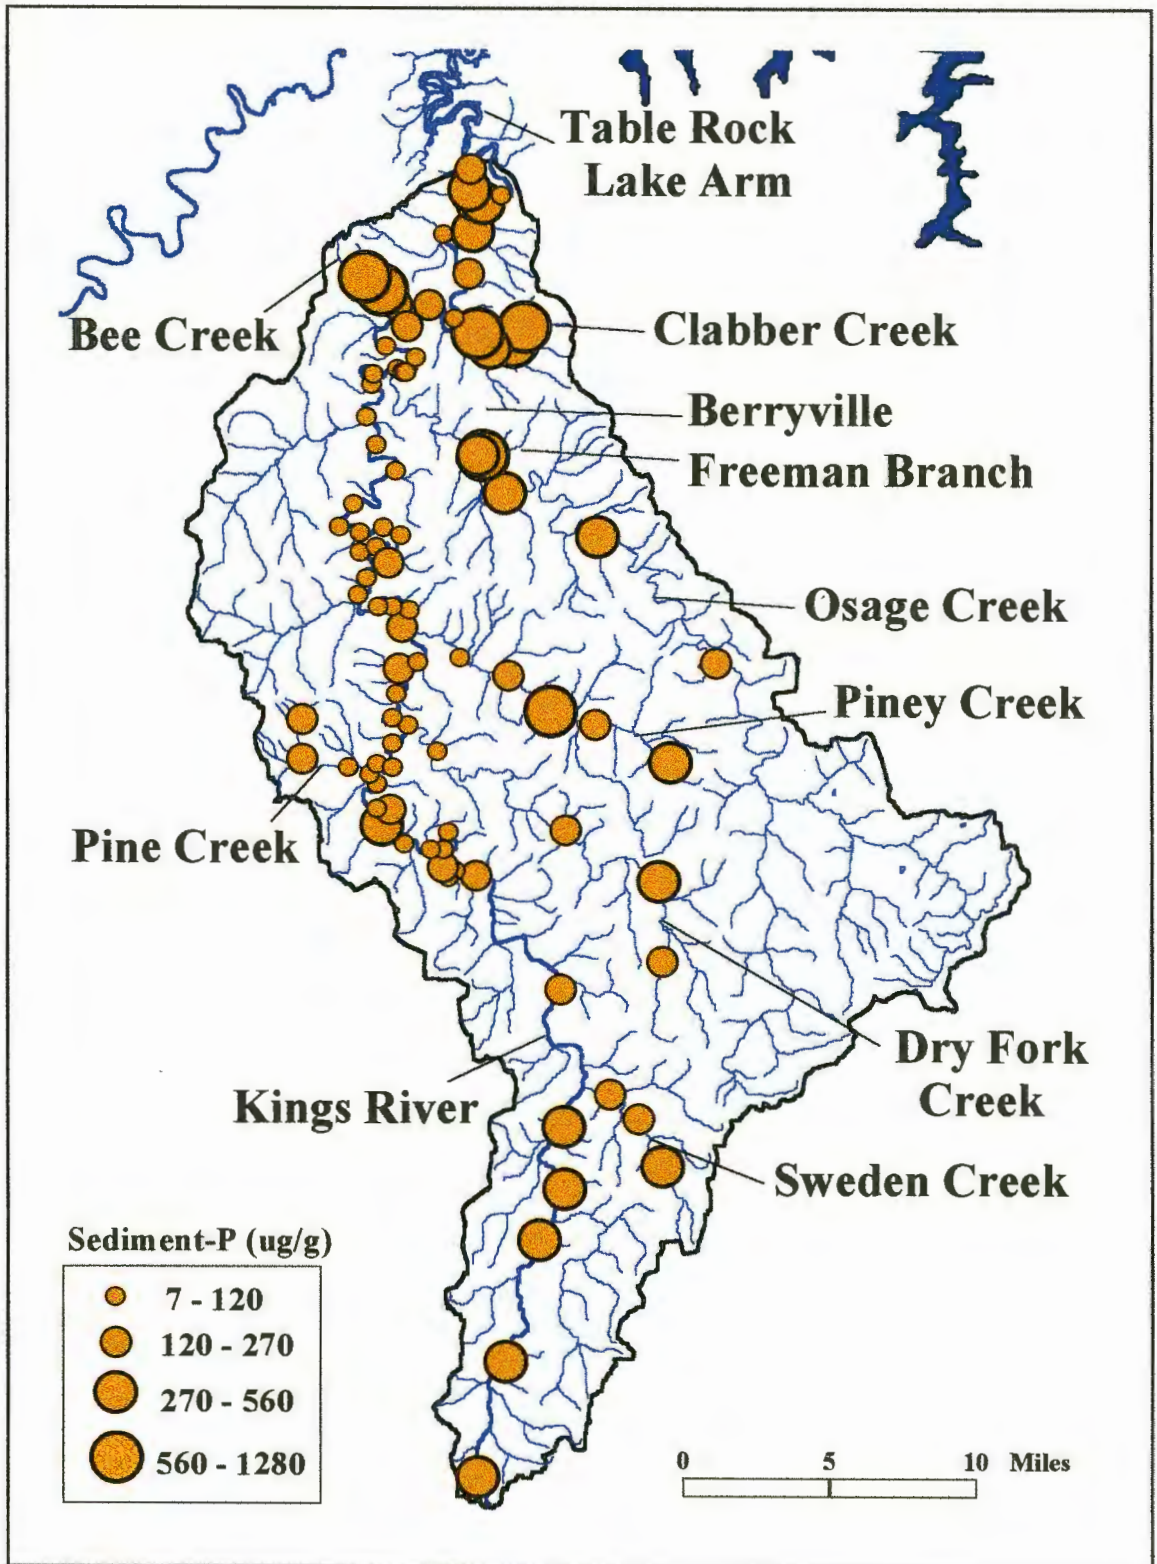 Table Rock
Lake Arm
Bee Creek
Clabber Creek
Berryville
Freeman Branch
Osage Creek
Piney Creek
Pine Creek
Dry Fork
Creek
Kings River
Sweden Creek
Sediment-P (ug/g)
7 - 120
120 - 270
270 - 560
560 - 1280
0 5 10 Miles